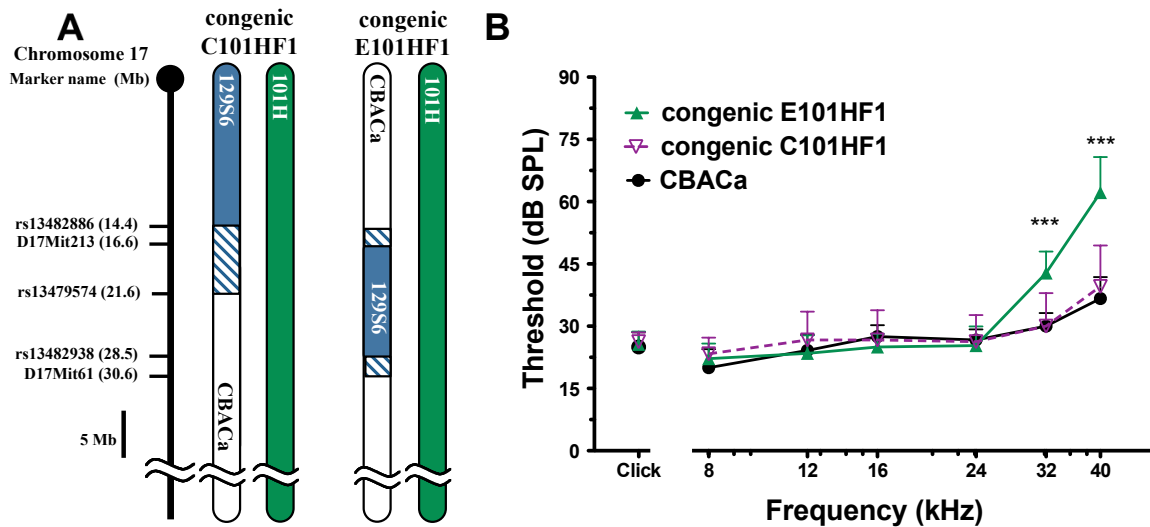 A
congenic
C101HF1
congenic
E101HF1
Chromosome 17
Marker name (Mb)
129S6
101H
CBACa
101H
rs13482886 (14.4)
D17Mit213 (16.6)
rs13479574 (21.6)
129S6
rs13482938 (28.5)
D17Mit61 (30.6)
CBACa
5 Mb
B
90
75
60
45
30
15
0
Threshold (dB SPL)
congenic E101HF1
congenic C101HF1
CBACa
***
***
Click
8
12
16
24
32
40
Frequency (kHz)